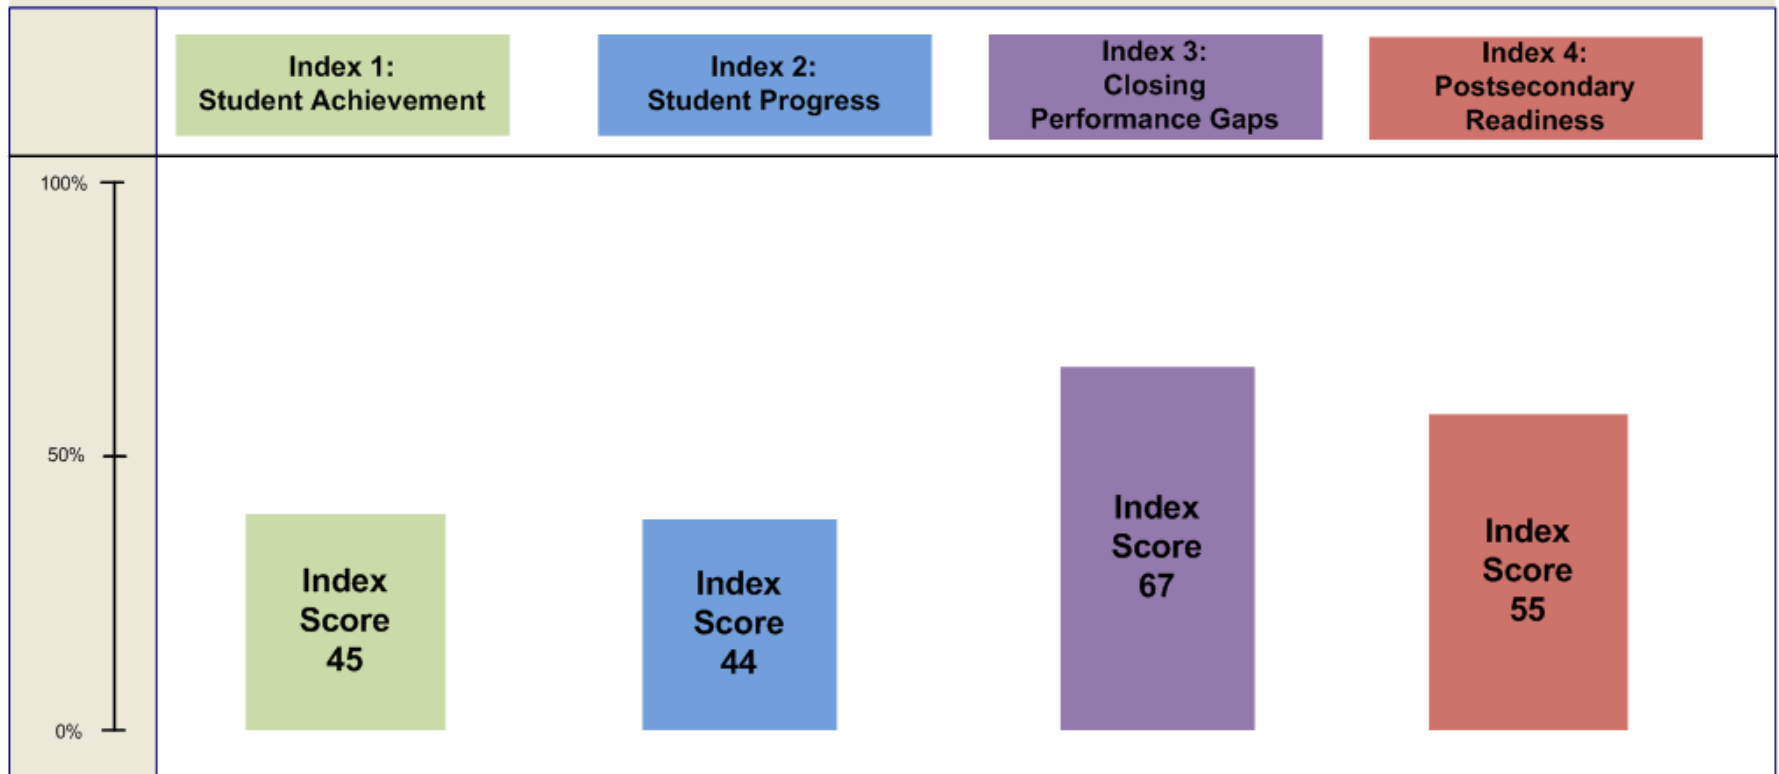 Index 1:
Student Achievement
Index 2:
Student Progress
Index 3:
Closing
Performance Gaps
Index 4:
Postsecondary
Readiness
100%
50%
0%
Index
Score
45
Index
Score
44
Index
Score
67
Index
Score
55